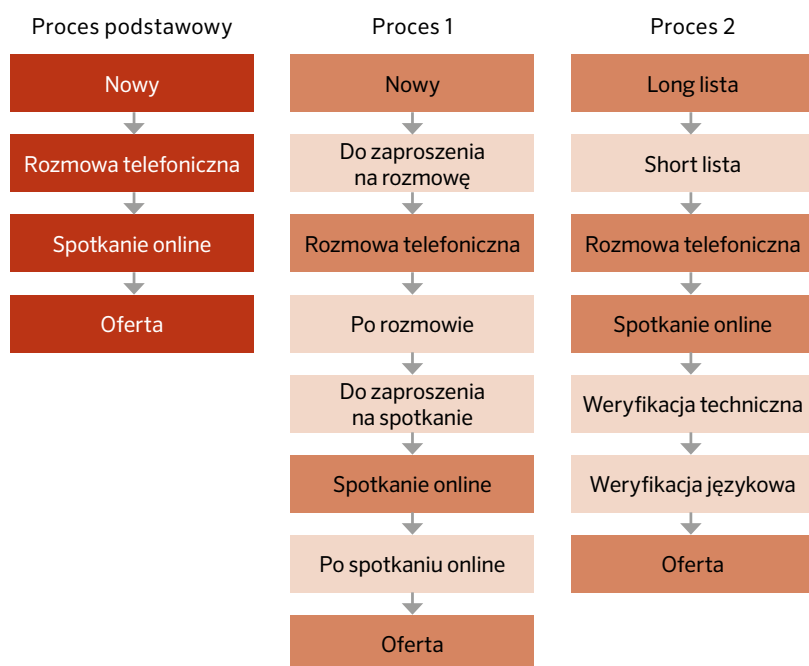 Proces podstawowy
Nowy
Rozmowa telefoniczna
Spotkanie online
Oferta
Proces 1
Nowy
Do zaproszenia
na rozmowę
Rozmowa telefoniczna
Po rozmowie
Do zaproszenia
na spotkanie
Spotkanie online
Po spotkaniu online
Oferta
Proces 2
Long lista
Short lista
Rozmowa telefoniczna
Spotkanie online
Weryfikacja techniczna
Weryfikacja językowa
Oferta